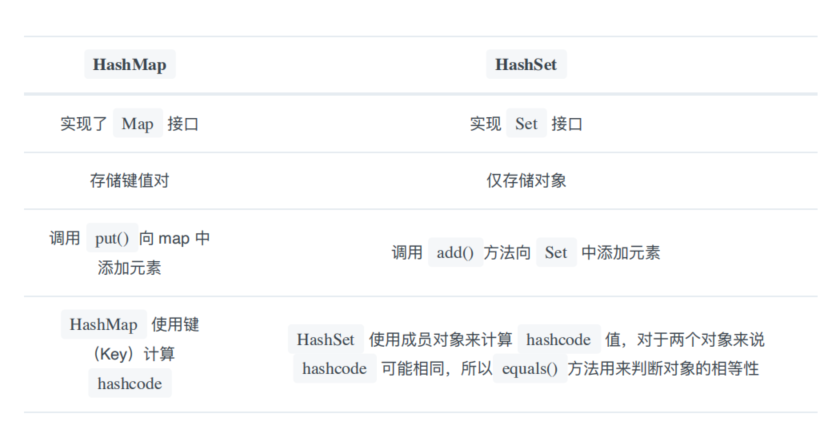 HashMap
HashSet
实现了 Map 接口
实现 Set 接口
存储键值对
仅存储对象
调用 put() 向 map 中
添加元素
调用 add() 方法向 Set 中添加元素
HashMap 使用键
（Key）计算
hashcode
HashSet 使用成员对象来计算 hashcode 值，对于两个对象来说
hashcode 可能相同，所以 equals() 方法用来判断对象的相等性